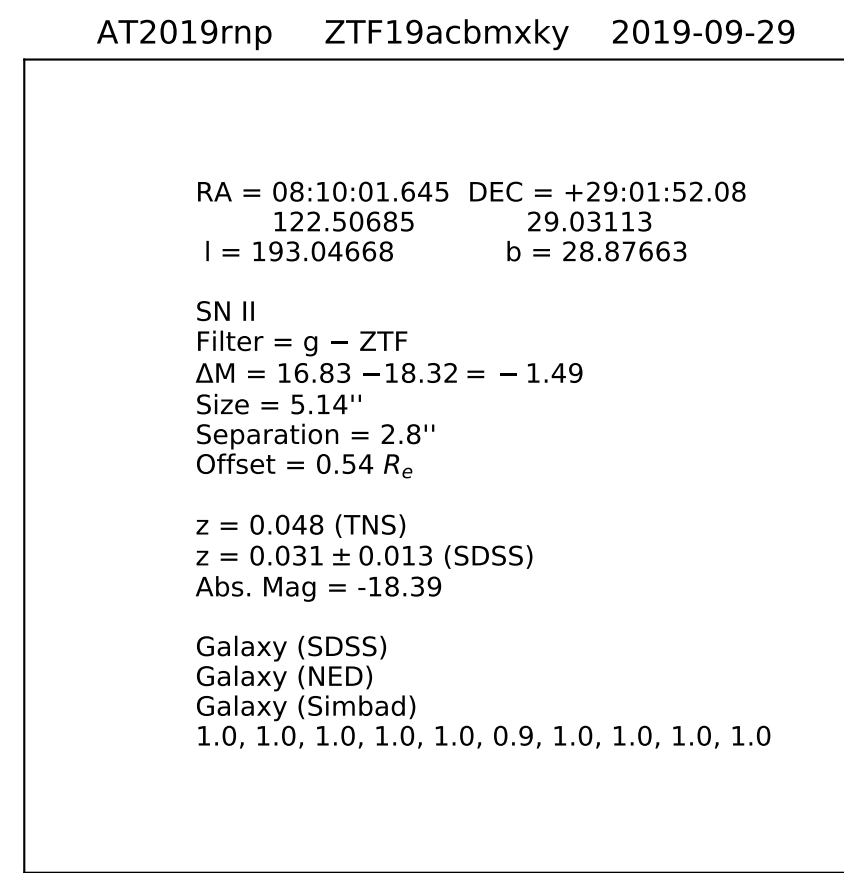 AT2019rnp ZTF19acbmxky 2019-09-29
RA = 08:10:01.645 DEC = +29:01:52.08
122.50685 29.03113
l = 193.04668 b = 28.87663
SN II
Filter = g − ZTF
ΔM = 16.83 −18.32 = − 1.49
Size = 5.14''
Separation = 2.8''
Offset = 0.54 Re
z = 0.048 (TNS)
z = 0.031 ± 0.013 (SDSS)
Abs. Mag = -18.39
Galaxy (SDSS)
Galaxy (NED)
Galaxy (Simbad)
1.0, 1.0, 1.0, 1.0, 1.0, 0.9, 1.0, 1.0, 1.0, 1.0